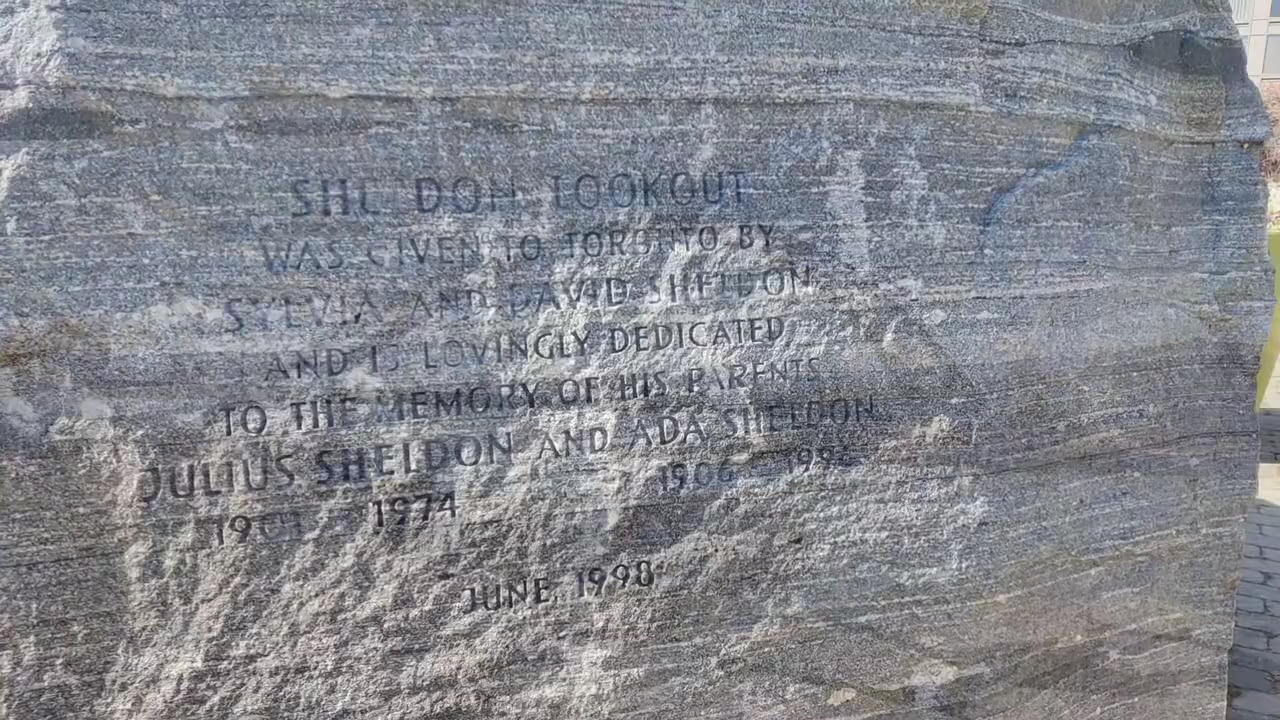 SHELDON LOOKOUT
WAS GIVEN TO TORONTO BY
SYLVIA AND DAVID SHELDON
AND IS LOVINGLY DEDICATED
TO THE MEMORY OF HIS PARENTS
JULIUS SHELDON AND ADA SHELDON
1974 1906
JUNE, 1998